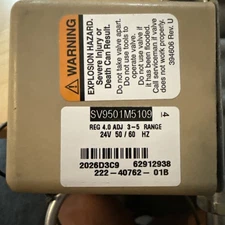 WARNING
EXPLOSION HAZARD.
Severe Injury or
Death Can Result.
Do not take valve apart.
Do not use tools to
operate valve.
Do not use valve if
it has been flooded.
Call serviceman if valve
does not work properly.
394606 Rev. U
SV9501M5109
REG 4.0 ADJ 3-5 RANGE
24V 50/60 HZ
2026D3C9 62912938
222-40762-01B